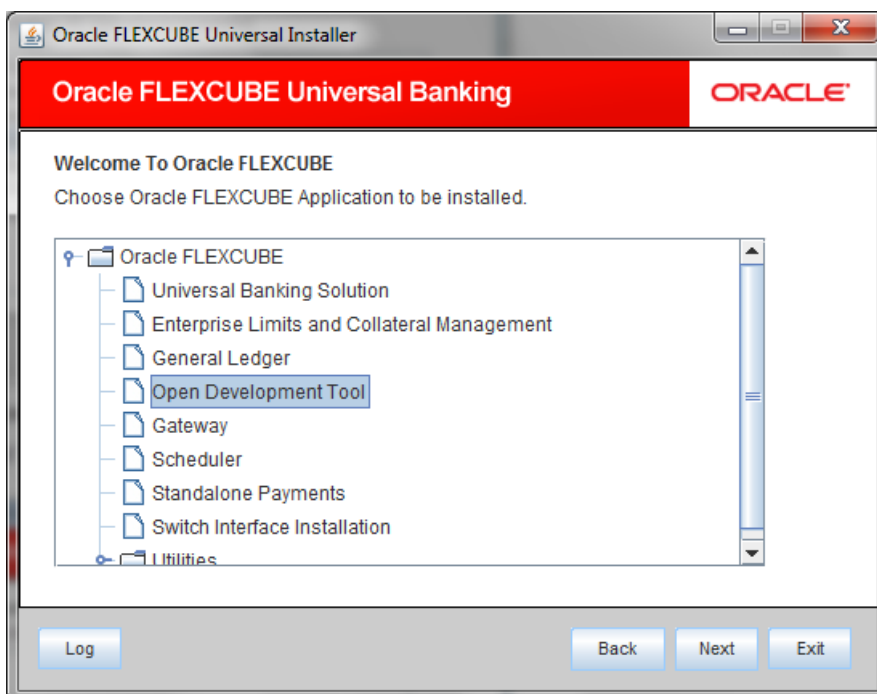 Oracle FLEXCUBE Universal Installer
Oracle FLEXCUBE Universal Banking
ORACLE
Welcome To Oracle FLEXCUBE
Choose Oracle FLEXCUBE Application to be installed.
Oracle FLEXCUBE
Universal Banking Solution
Enterprise Limits and Collateral Management
General Ledger
Open Development Tool
Gateway
Scheduler
Standalone Payments
Switch Interface Installation
Utilities
Log Back Next Exit